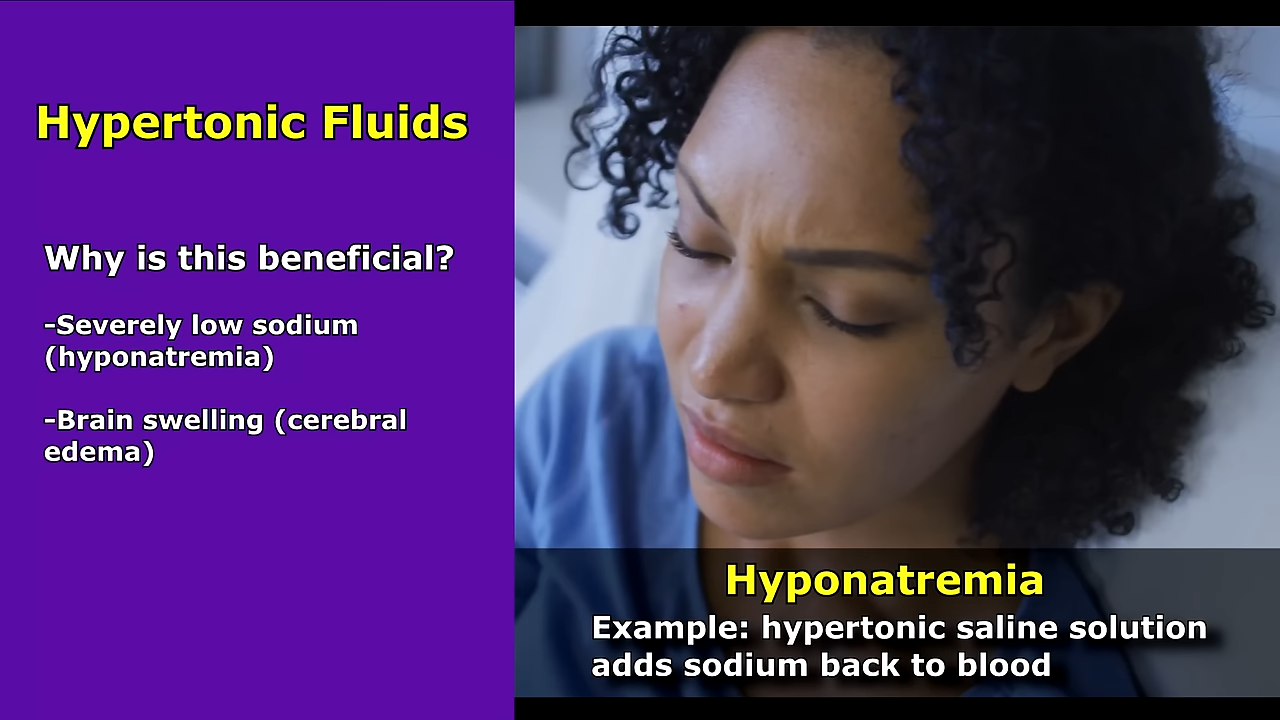 Hypertonic Fluids
Why is this beneficial?
-Severely low sodium
(hyponatremia)
-Brain swelling (cerebral
edema)
Hyponatremia
Example: hypertonic saline solution
adds sodium back to blood